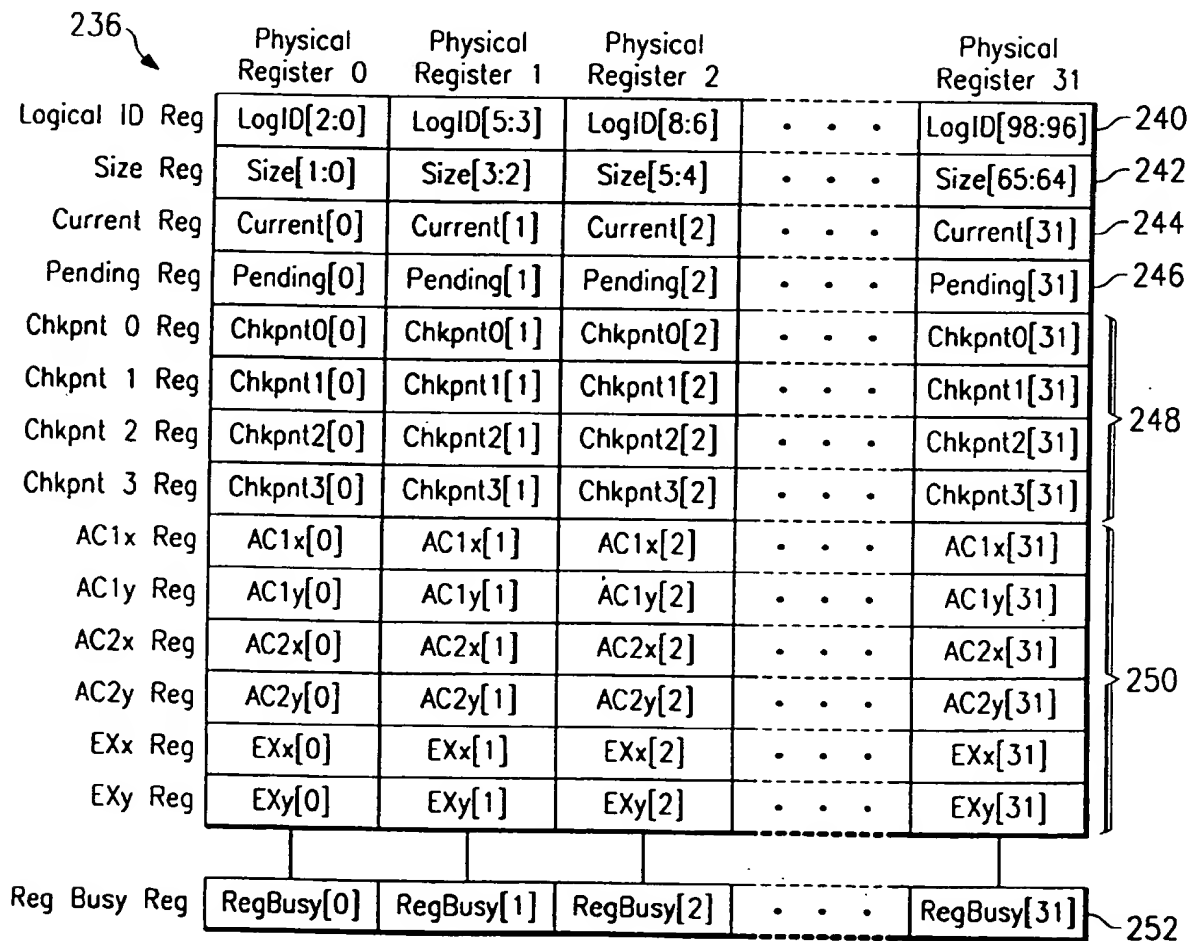 236
Physical Register 0 Physical Register 1 Physical Register 2 Physical Register 31
Logical ID Reg LogID[2:0] LogID[5:3] LogID[8:6] . . . LogID[98:96] 240
Size Reg Size[1:0] Size[3:2] Size[5:4] . . . Size[65:64] 242
Current Reg Current[0] Current[1] Current[2] . . . Current[31] 244
Pending Reg Pending[0] Pending[1] Pending[2] . . . Pending[31] 246
Chkpnt 0 Reg Chkpnt0[0] Chkpnt0[1] Chkpnt0[2] . . . Chkpnt0[31]
Chkpnt 1 Reg Chkpnt1[0] Chkpnt1[1] Chkpnt1[2] . . . Chkpnt1[31]
248
Chkpnt 2 Reg Chkpnt2[0] Chkpnt2[1] Chkpnt2[2] . . . Chkpnt2[31]
Chkpnt 3 Reg Chkpnt3[0] Chkpnt3[1] Chkpnt3[2] . . . Chkpnt3[31]
AC1x Reg AC1x[0] AC1x[1] AC1x[2] . . . AC1x[31]
AC1y Reg AC1y[0] AC1y[1] AC1y[2] . . . AC1y[31]
AC2x Reg AC2x[0] AC2x[1] AC2x[2] . . . AC2x[31]
AC2y Reg AC2y[0] AC2y[1] AC2y[2] . . . AC2y[31] 250
EXx Reg EXx[0] EXx[1] EXx[2] . . . EXx[31]
EXy Reg EXy[0] EXy[1] EXy[2] . . . EXy[31]
Reg Busy Reg RegBusy[0] RegBusy[1] RegBusy[2] . . . RegBusy[31] 252